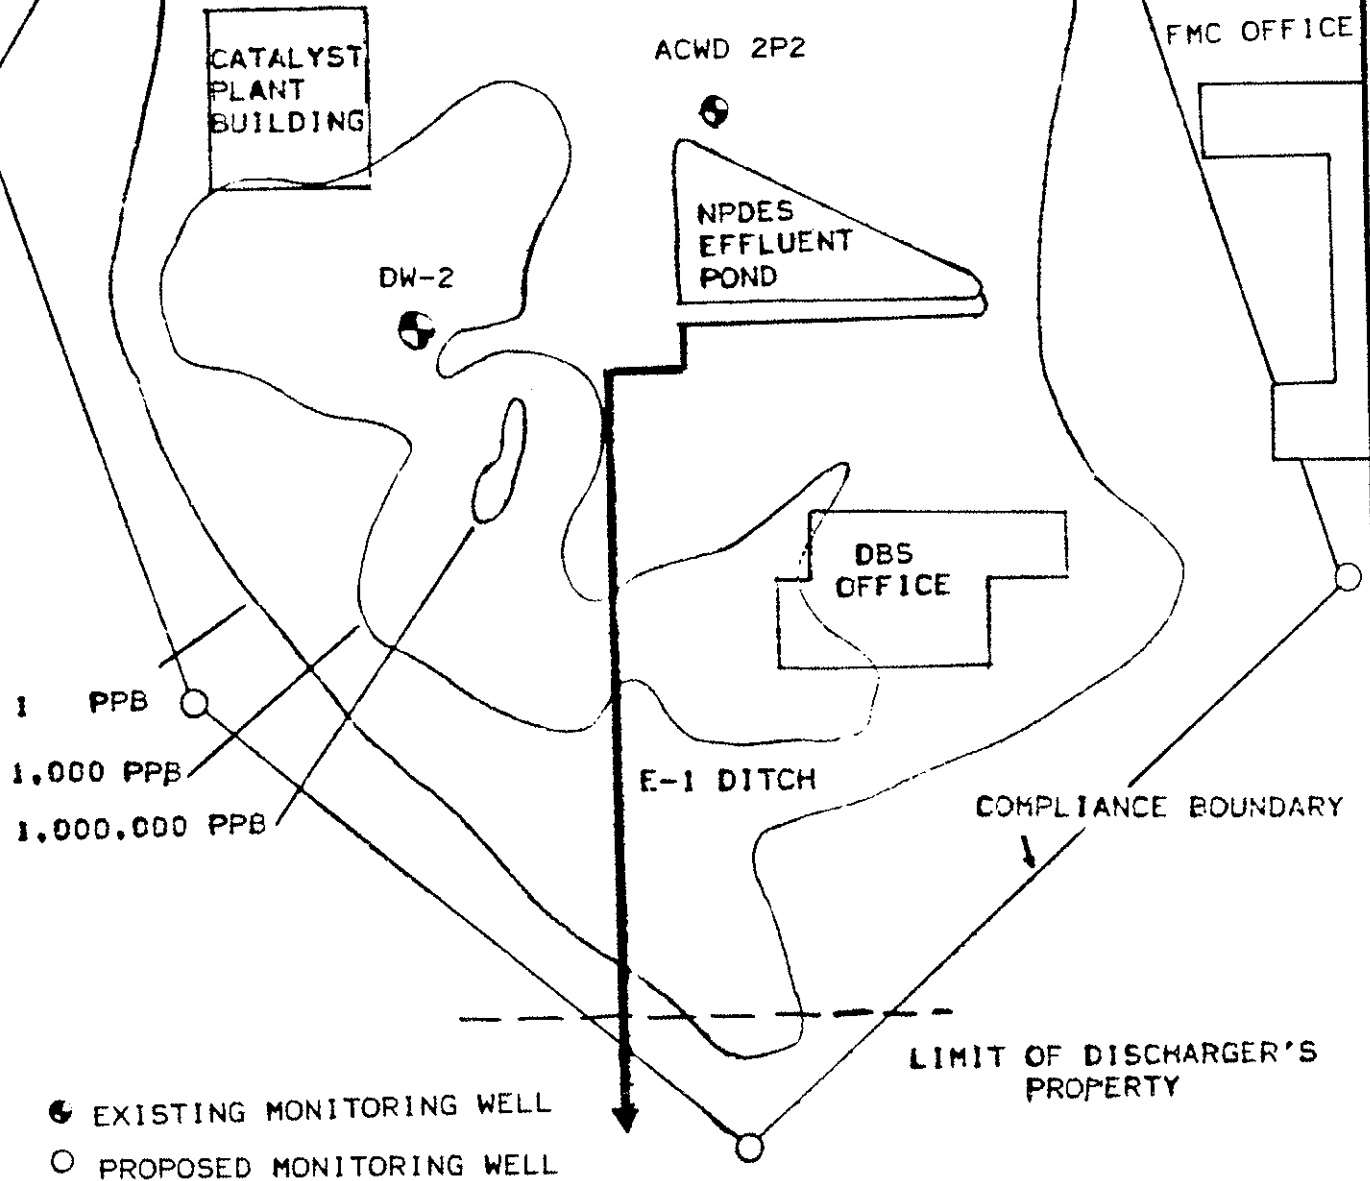 FMC OFFICE
ACWD 2P2
CATALYST
PLANT
BUILDING
NPDES
EFFLUENT
POND
DW-2
DBS
OFFICE
1 PPB
1,000 PPB
1,000,000 PPB
E-1 DITCH
COMPLIANCE BOUNDARY
LIMIT OF DISCHARGER'S
PROPERTY
EXISTING MONITORING WELL
PROPOSED MONITORING WELL